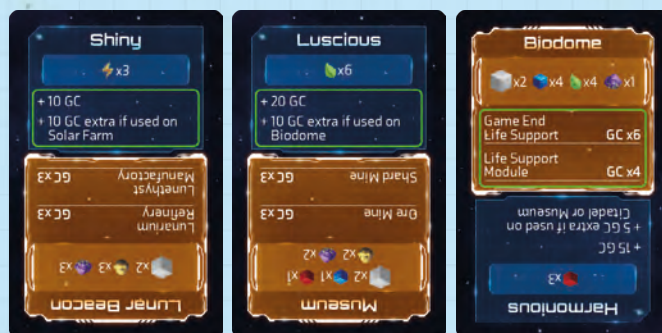 Shiny
x3
+ 10 GC
+ 10 GC extra if used on
Solar Farm
Lunar Beacon
x2 x3 x3
Lunarium
Refinery GC x3
Lunethyst
Manufactory GC x3
Luscious
x6
+ 20 GC
+ 10 GC extra if used on
Biodome
Museum
x2 x1 x1
x2 x2
Ore Mine GC x3
Shard Mine GC x3
Biodome
x2 x4 x4 x1
Game End
Life Support GC x6
Life Support
Module GC x4
Harmonious
x3
+ 15 GC
+ 5 GC extra if used on
Citadel or Museum